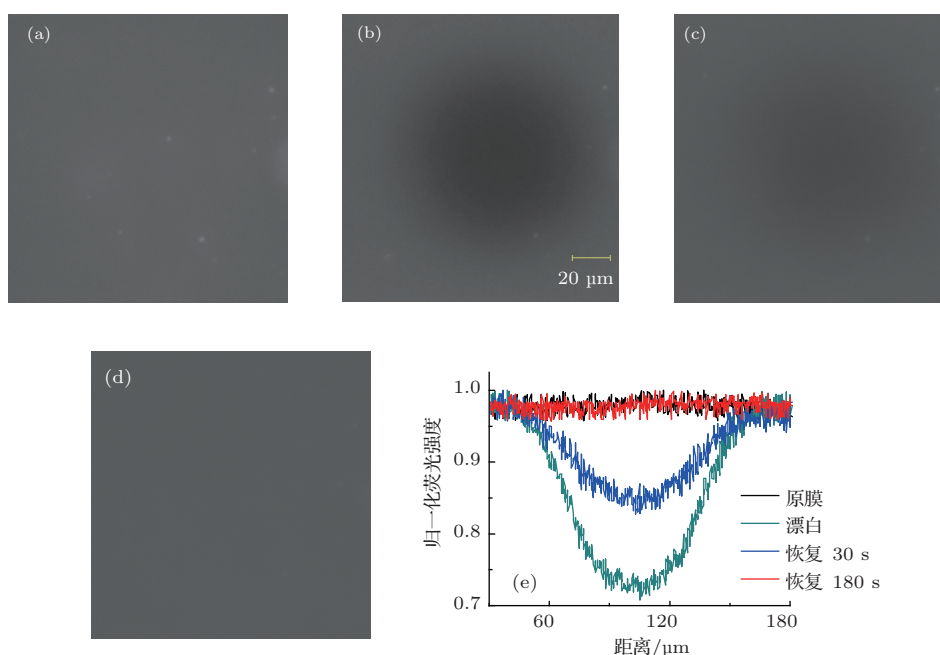 (a)
(b)
(c)
20 µm
(d)
(e)
1.0
0.9
0.8
0.7
60
120
180
归一化荧光强度
距离/µm
原膜
漂白
恢复 30 s
恢复 180 s